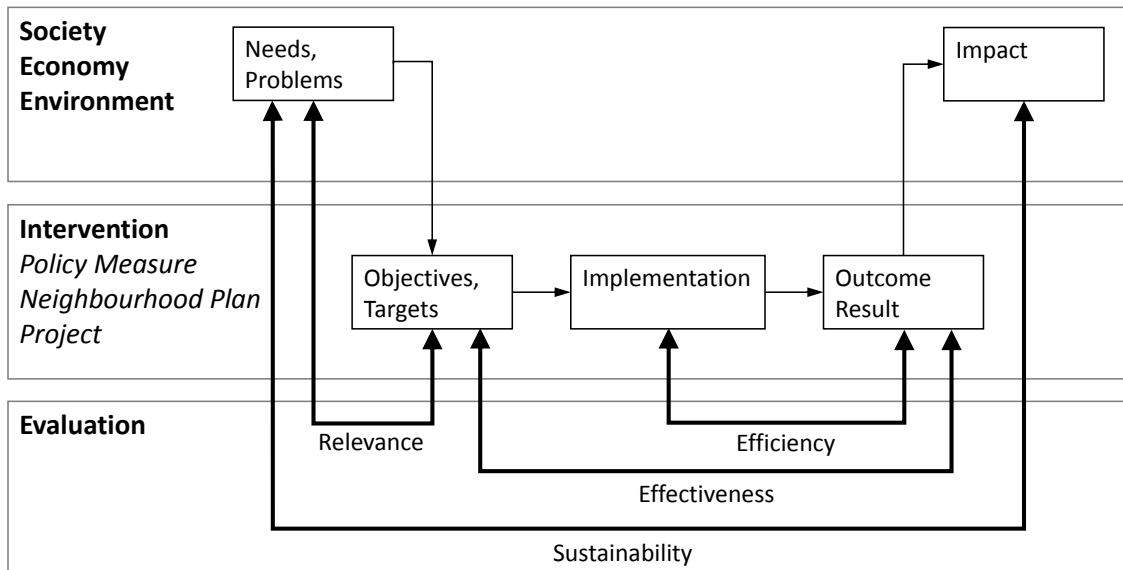 Society
Economy
Environment
Needs,
Problems
Impact
Intervention
Policy Measure
Neighbourhood Plan
Project
Objectives,
Targets
Implementation
Outcome
Result
Evaluation
Relevance
Efficiency
Effectiveness
Sustainability